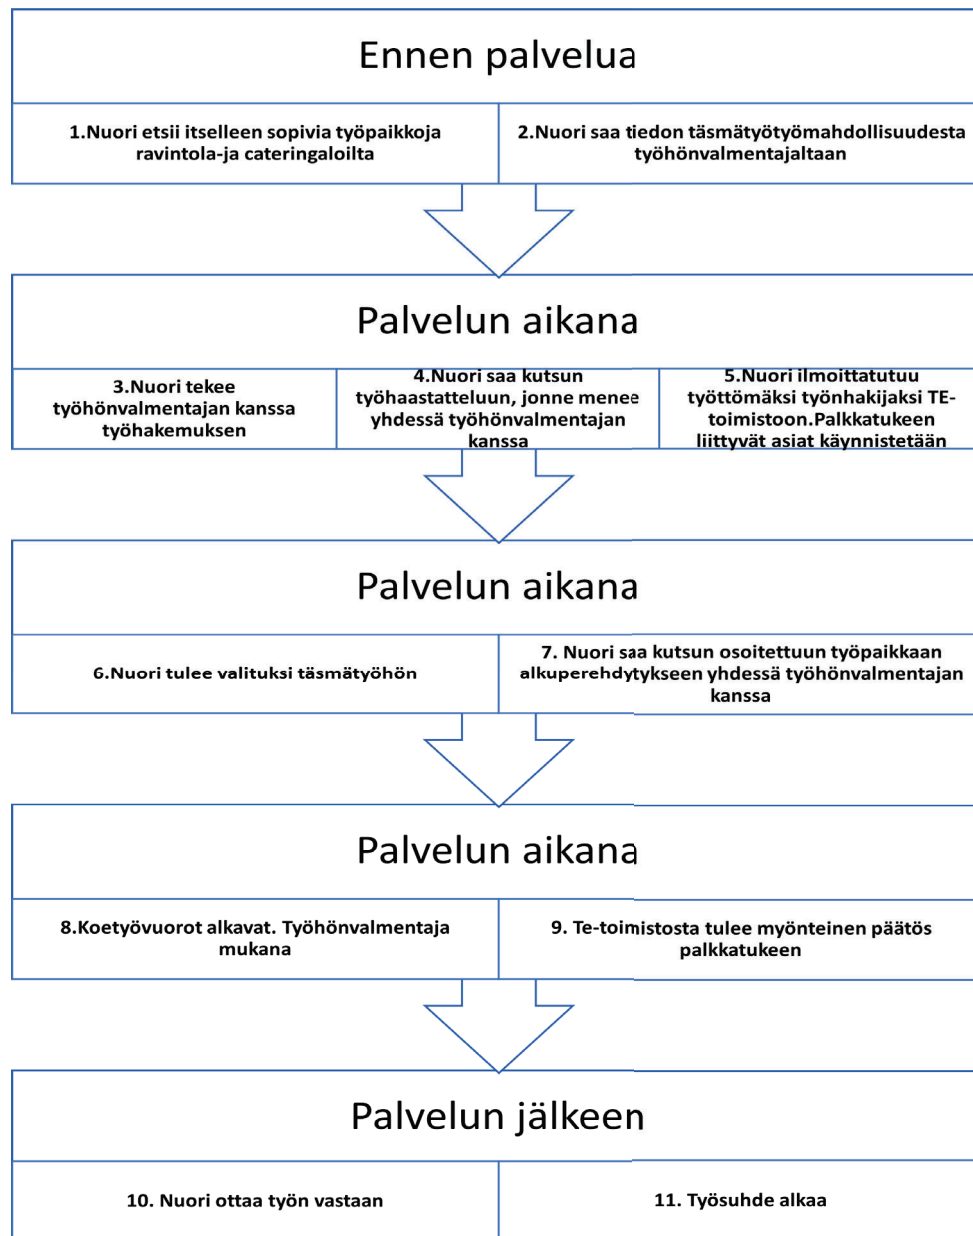 Ennen palvelua
1.Nuori etsii itselleen sopivia työpaikkoja
ravintola-ja cateringaloilta
2.Nuori saa tiedon täsmätyötyömahdollisuudesta
työhönvalmentajaltaan
Palvelun aikana
3.Nuori tekee
työhönvalmentajan kanssa
työhakemuksen
4.Nuori saa kutsun
työhaastatteluun, jonne menee
yhdessä työhönvalmentajan
kanssa
5.Nuori ilmoittatutuu
työttömäksi työnhakijaksi TE-
toimistoon.Palkkatukeen
liittyvät asiat käynnistetään
Palvelun aikana
6.Nuori tulee valituksi täsmätyöhön
7. Nuori saa kutsun osoitettuun työpaikkaan
alkuperehdytykseen yhdessä työhönvalmentajan
kanssa
Palvelun aikana
8.Koetyövuorot alkavat. Työhönvalmentaja
mukana
9. Te-toimistosta tulee myönteinen päätös
palkkatukeen
Palvelun jälkeen
10. Nuori ottaa työn vastaan
11. Työsuhde alkaa